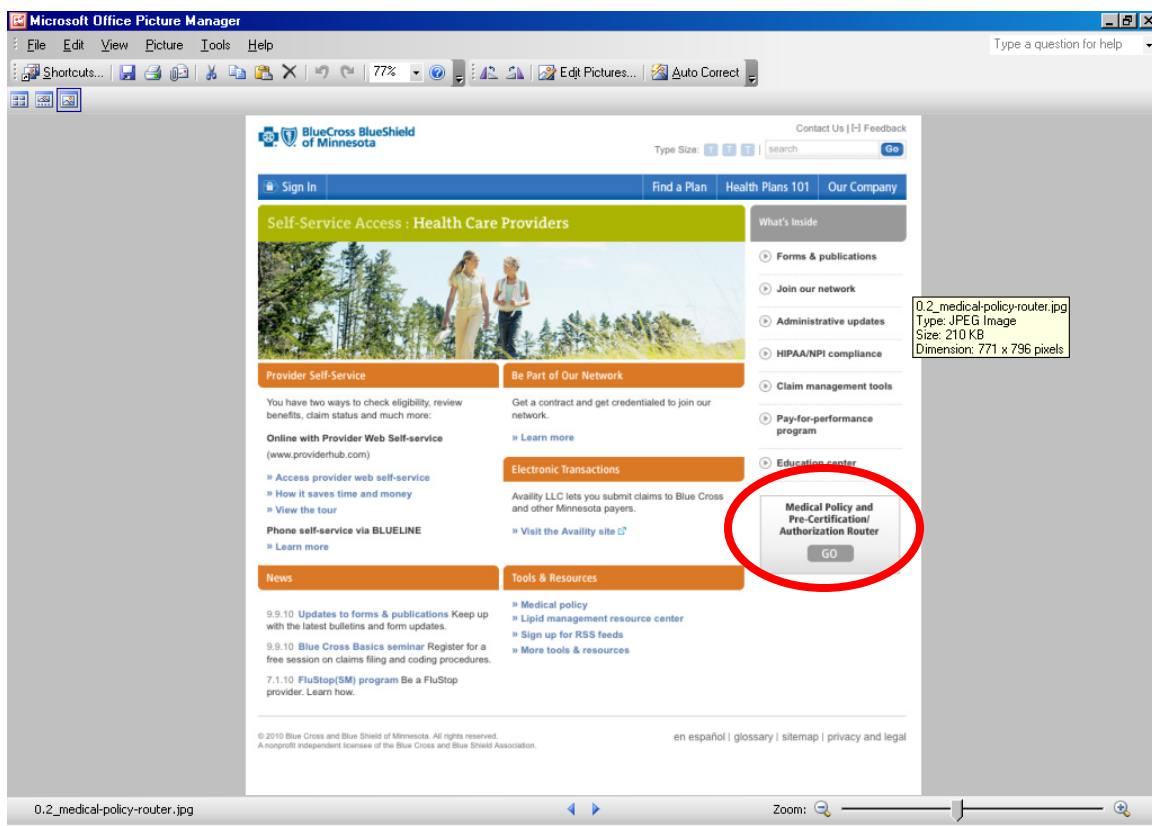 Microsoft Office Picture Manager
File Edit View Picture Tools Help
Type a question for help
Shortcuts... 77% Edit Pictures... Auto Correct
BlueCross BlueShield
of Minnesota
Contact Us | [-] Feedback
Type Size: T T T | search Go
Sign In Find a Plan Health Plans 101 Our Company
Self-Service Access : Health Care Providers
What's Inside
Forms & publications
Join our network
Administrative updates
HIPAA/NPI compliance
Claim management tools
Pay-for-performance
program
Education center
0.2_medical-policy-router.jpg
Type: JPEG Image
Size: 210 KB
Dimension: 771 x 796 pixels
Medical Policy and
Pre-Certification/
Authorization Router
GO
Provider Self-Service
You have two ways to check eligibility, review
benefits, claim status and much more:
Online with Provider Web Self-service
(www.providerhub.com)
» Access provider web self-service
» How it saves time and money
» View the tour
Phone self-service via BLUELINE
» Learn more
Be Part of Our Network
Get a contract and get credentialed to join our
network.
» Learn more
Electronic Transactions
Availity LLC lets you submit claims to Blue Cross
and other Minnesota payers.
» Visit the Availity site
News
9.9.10 Updates to forms & publications Keep up
with the latest bulletins and form updates.
9.9.10 Blue Cross Basics seminar Register for a
free session on claims filing and coding procedures.
7.1.10 FluStop(SM) program Be a FluStop
provider. Learn how.
Tools & Resources
» Medical policy
» Lipid management resource center
» Sign up for RSS feeds
» More tools & resources
© 2010 Blue Cross and Blue Shield of Minnesota. All rights reserved.
A nonprofit independent licensee of the Blue Cross and Blue Shield Association.
en español | glossary | sitemap | privacy and legal
0.2_medical-policy-router.jpg
Zoom: